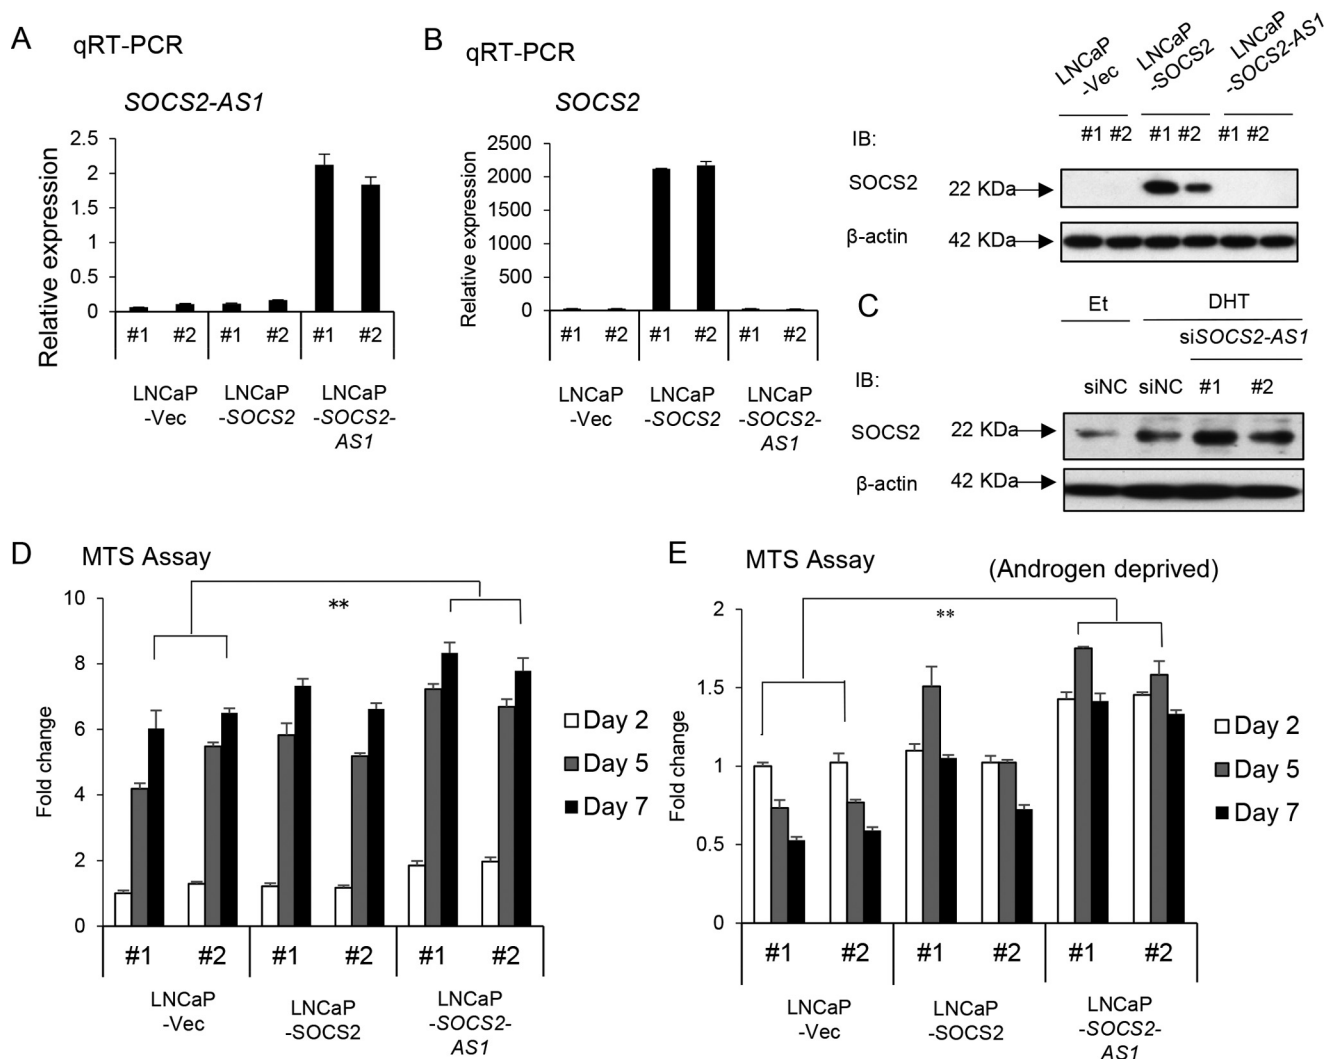 A
qRT-PCR
SOCS2-AS1
Relative expression
2.5
2
1.5
1
0.5
0
#1 #2 #1 #2 #1 #2
LNCaP
-Vec
LNCaP
-SOCS2
LNCaP
-SOCS2-
AS1
B
qRT-PCR
SOCS2
Relative expression
2500
2000
1500
1000
500
0
#1 #2 #1 #2 #1 #2
LNCaP
-Vec
LNCaP
-SOCS2
LNCaP
-SOCS2-
AS1
LNCaP
-Vec
LNCaP
-SOCS2
LNCaP
-SOCS2-AS1
IB:
#1 #2 #1 #2 #1 #2
SOCS2 22 KDa
β-actin 42 KDa
C
Et DHT
siSOCS2-AS1
IB:
siNC siNC #1 #2
SOCS2 22 KDa
β-actin 42 KDa
D
MTS Assay
**
Fold change
10
8
6
4
2
0
Day 2
Day 5
Day 7
#1 #2 #1 #2 #1 #2
LNCaP
-Vec
LNCaP
-SOCS2
LNCaP
-SOCS2-
AS1
E
MTS Assay
(Androgen deprived)
**
Fold change
2
1.5
1
0.5
0
Day 2
Day 5
Day 7
#1 #2 #1 #2 #1 #2
LNCaP
-Vec
LNCaP
-SOCS2
LNCaP
-SOCS2-
AS1